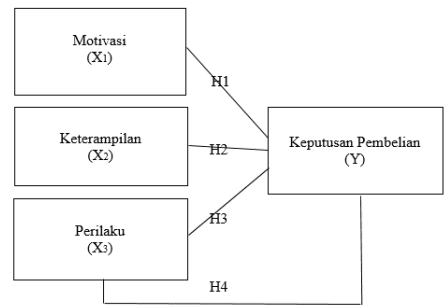 Motivasi
(X1)
H1
Keterampilan
(X2)
H2
Keputusan Pembelian
(Y)
Perilaku
(X3)
H3
H4